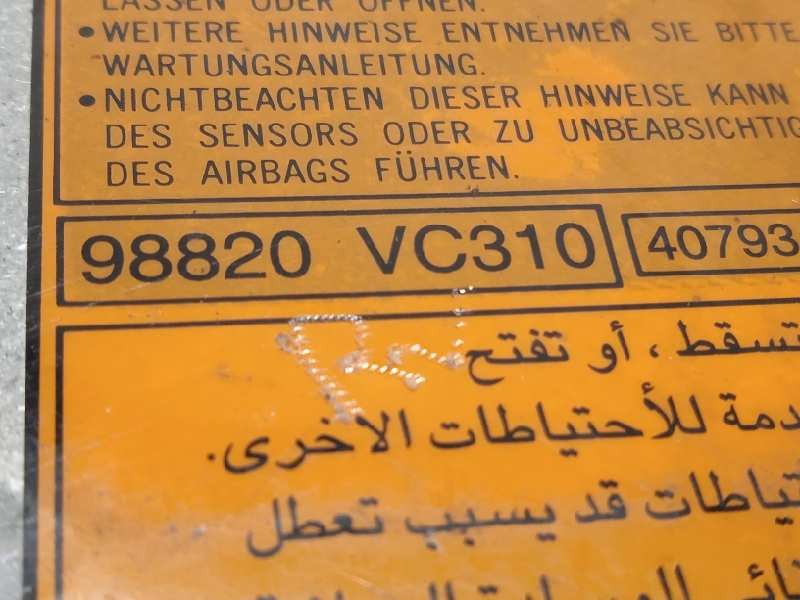 LASSEN ODER ÖFFNEN.
• WEITERE HINWEISE ENTNEHMEN SIE BITTE
WARTUNGSANLEITUNG.
• NICHTBEACHTEN DIESER HINWEISE KANN
DES SENSORS ODER ZU UNBEABSICHTIG
DES AIRBAGS FÜHREN.
98820 VC310 40793
تسقط ، أو تفتح
دمة للأحتياطات الاخرى.
تياطات قد يسبب تعطل